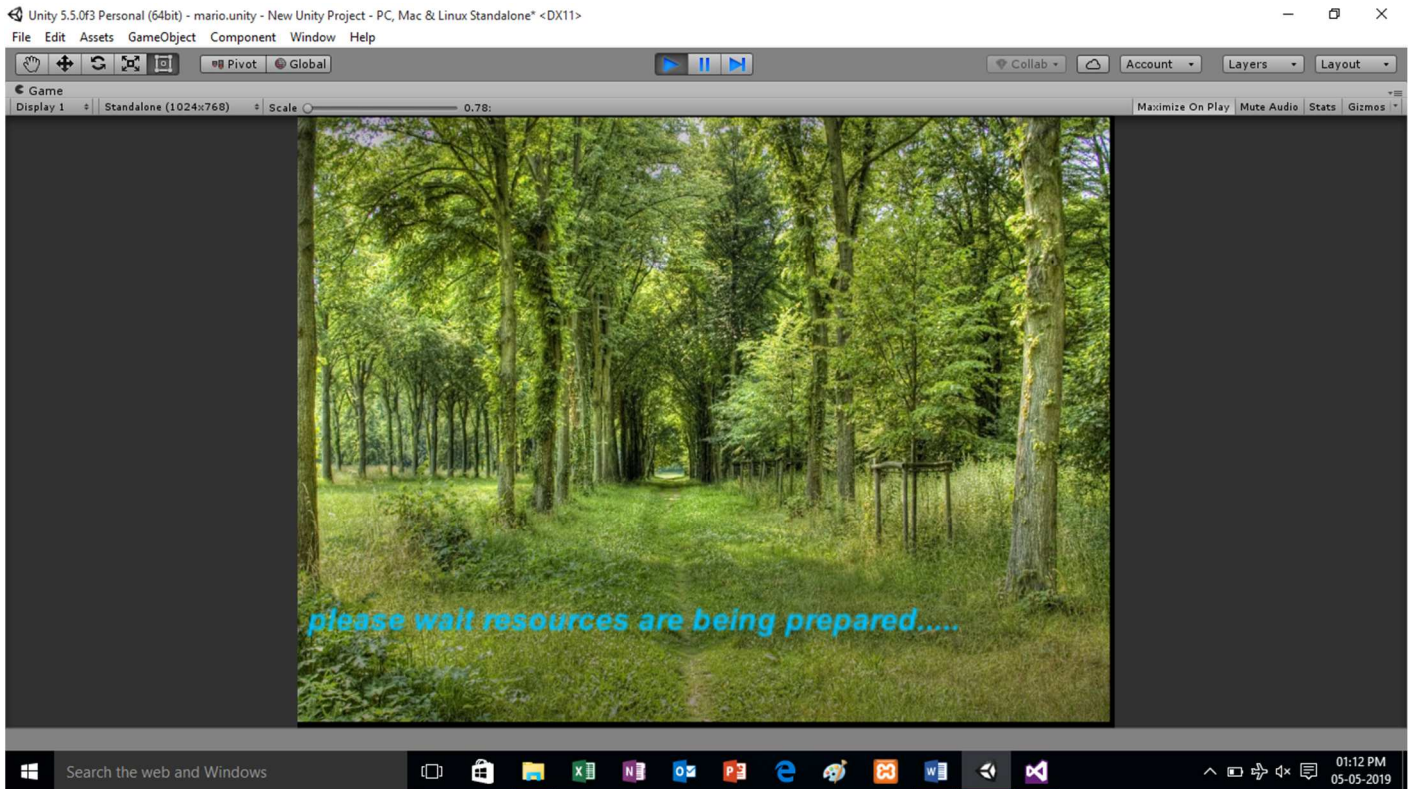 Unity 5.5.0f3 Personal (64bit) - mario.unity - New Unity Project - PC, Mac & Linux Standalone* <DX11>
File Edit Assets GameObject Component Window Help
Pivot Global Collab Account Layers Layout
Game
Display 1 Standalone (1024x768) Scale 0.78: Maximize On Play Mute Audio Stats Gizmos
please wait resources are being prepared.....
Search the web and Windows
01:12 PM
05-05-2019